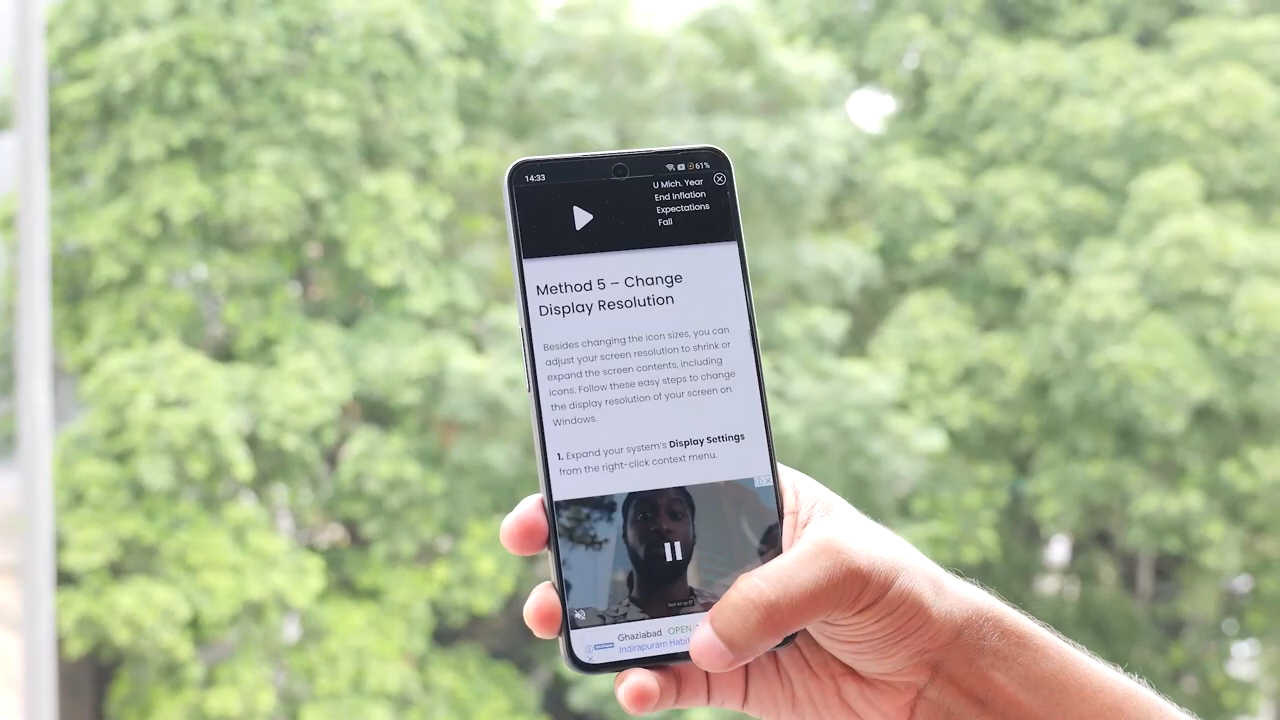 14:33
61%
U Mich. Year
End Inflation
Expectations
Fall
Method 5 – Change
Display Resolution
Besides changing the icon sizes, you can
adjust your screen resolution to shrink or
expand the screen contents, including
icons. Follow these easy steps to change
the display resolution of your screen on
Windows.
1. Expand your system's Display Settings
from the right-click context menu.
Ghaziabad OPEN
Indirapuram Habit